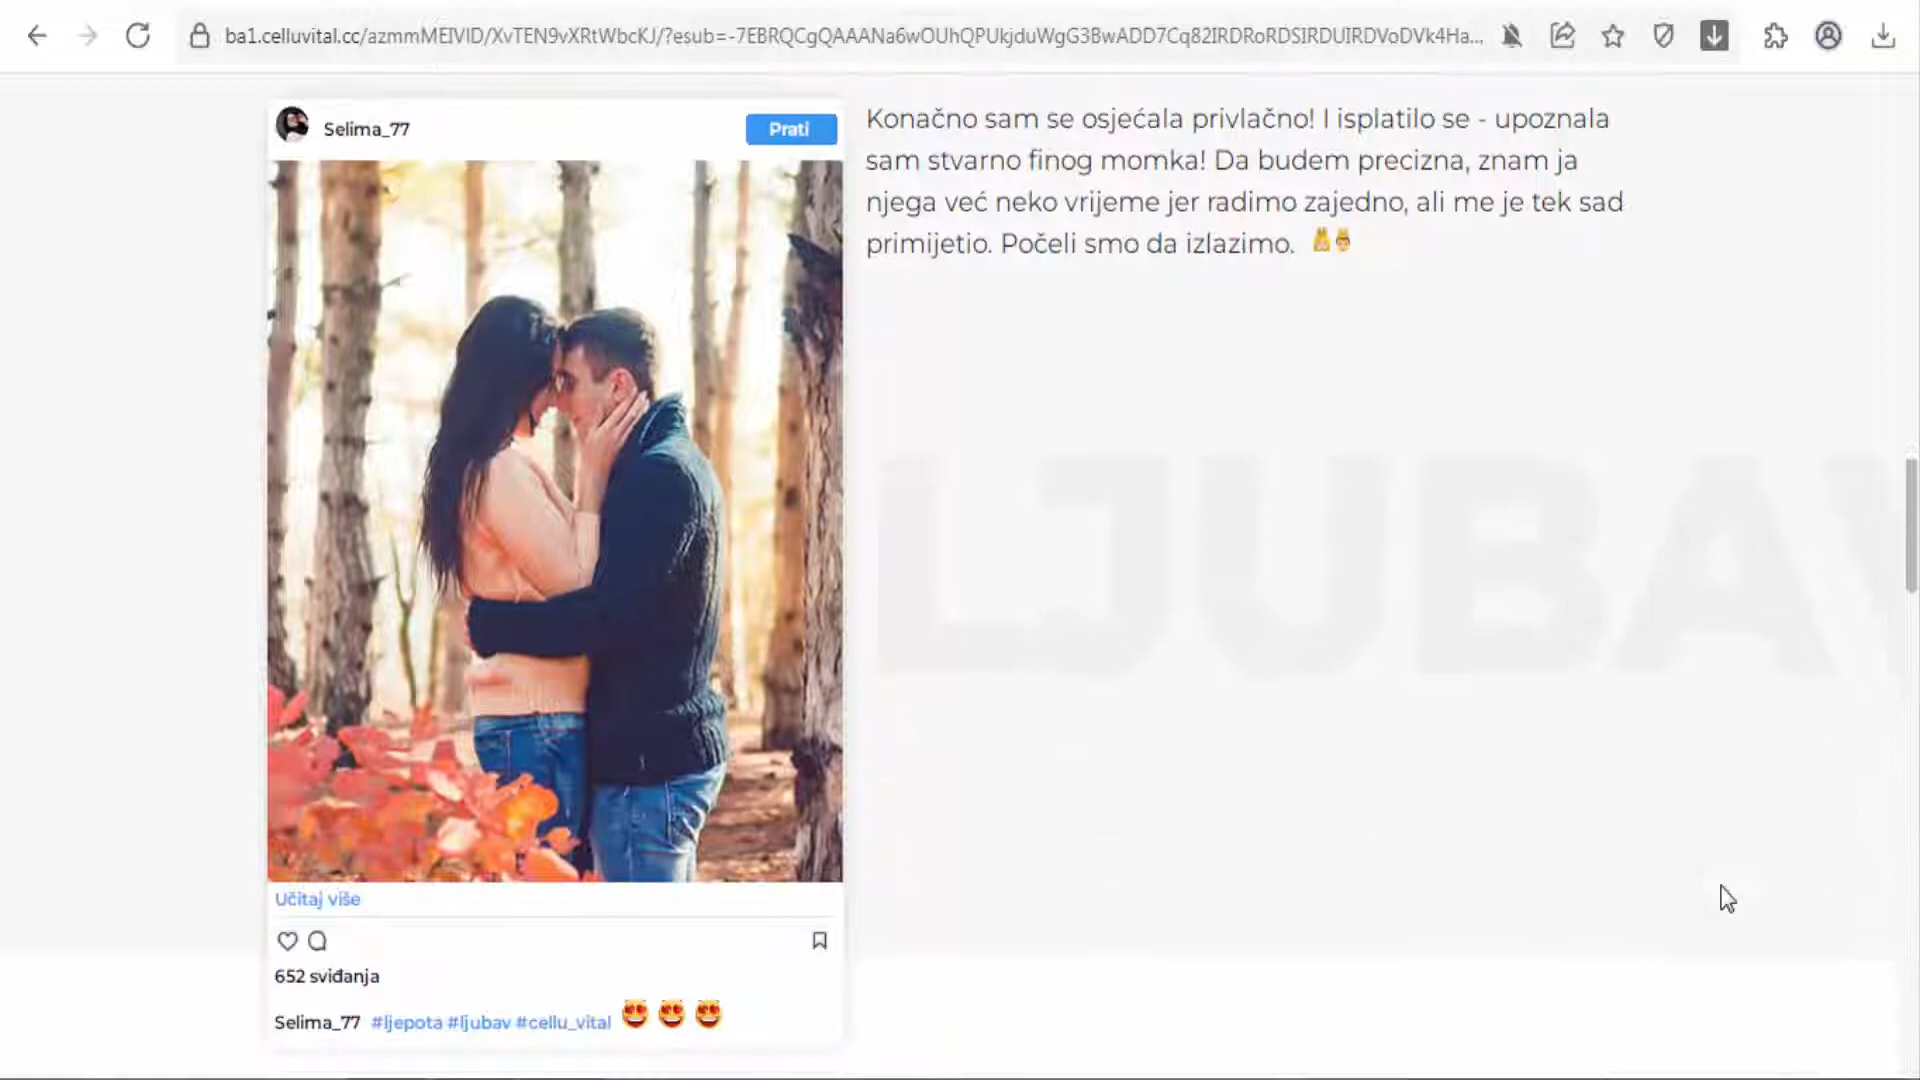 ba1.celluvital.cc/azmmMEIVID/XvTEN9vXRtWbcKJ/?esub=-7EBRQCgQAAANa6wOUhQPUkjduWgG3BwADD7Cq82IRDRoRDSIRDUIRDVoDVk4Ha...
Selima_77
Prati
Konačno sam se osjećala privlačno! I isplatilo se - upoznala
sam stvarno finog momka! Da budem precizna, znam ja
njega već neko vrijeme jer radimo zajedno, ali me je tek sad
primijetio. Počeli smo da izlazimo.
LJUBAV
Učitaj više
652 sviđanja
Selima_77 #ljepota #ljubav #cellu_vital